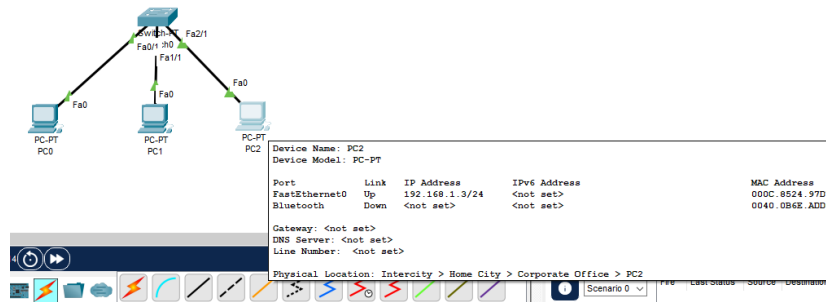 Switch-PT
Fa2/1
Fa0/1
Fa1/1
Fa0
Fa0
Fa0
PC-PT
PC0
PC-PT
PC1
PC-PT
PC2
Device Name: PC2
Device Model: PC-PT
Port Link IP Address IPv6 Address MAC Address
FastEthernet0 Up 192.168.1.3/24 <not set> 000C.8524.97D
Bluetooth Down <not set> <not set> 0040.0B6E.ADD
Gateway: <not set>
DNS Server: <not set>
Line Number: <not set>
Physical Location: Intercity > Home City > Corporate Office > PC2
Scenario 0
Fire Last Status Source Destination